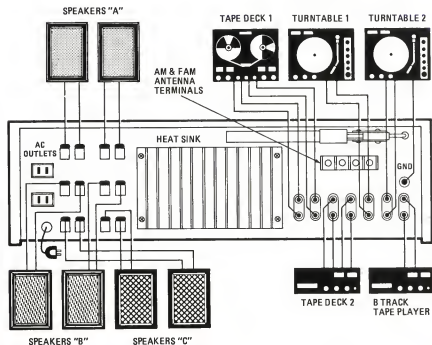 SPEAKERS "A"
TAPE DECK 1
TURNTABLE 1
TURNTABLE 2
AM & FAM
ANTENNA
TERMINALS
AC
OUTLETS
HEAT SINK
GND
TAPE DECK 2
B TRACK
TAPE PLAYER
SPEAKERS "B"
SPEAKERS "C"